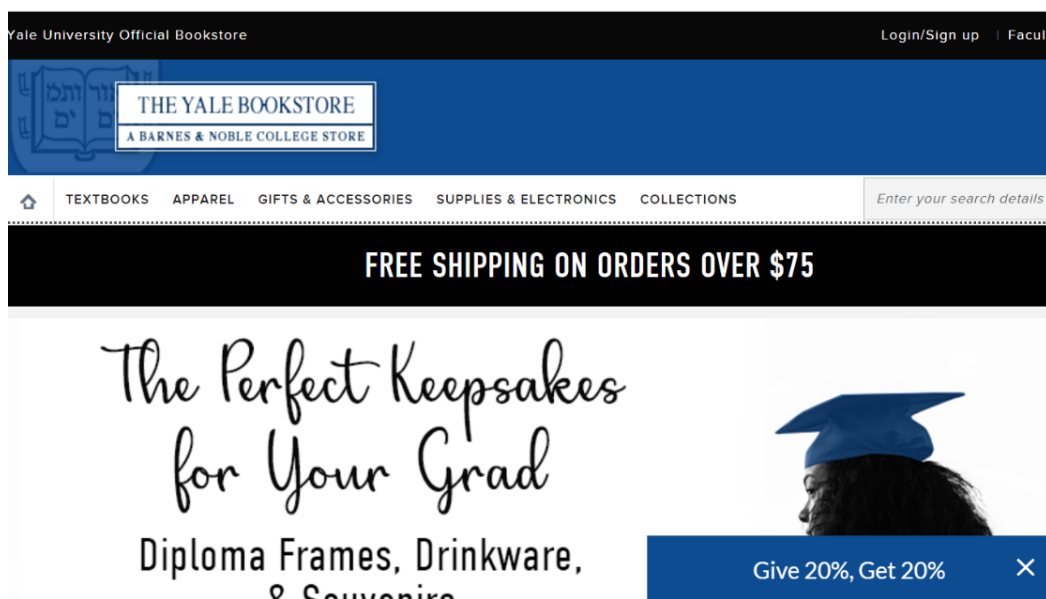 Yale University Official Bookstore
Login/Sign up
THE YALE BOOKSTORE
A BARNES & NOBLE COLLEGE STORE
TEXTBOOKS APPAREL GIFTS & ACCESSORIES SUPPLIES & ELECTRONICS COLLECTIONS
Enter your search details
FREE SHIPPING ON ORDERS OVER $75
The Perfect Keepsakes
for Your Grad
Diploma Frames, Drinkware,
& Souvenirs
Give 20%, Get 20%